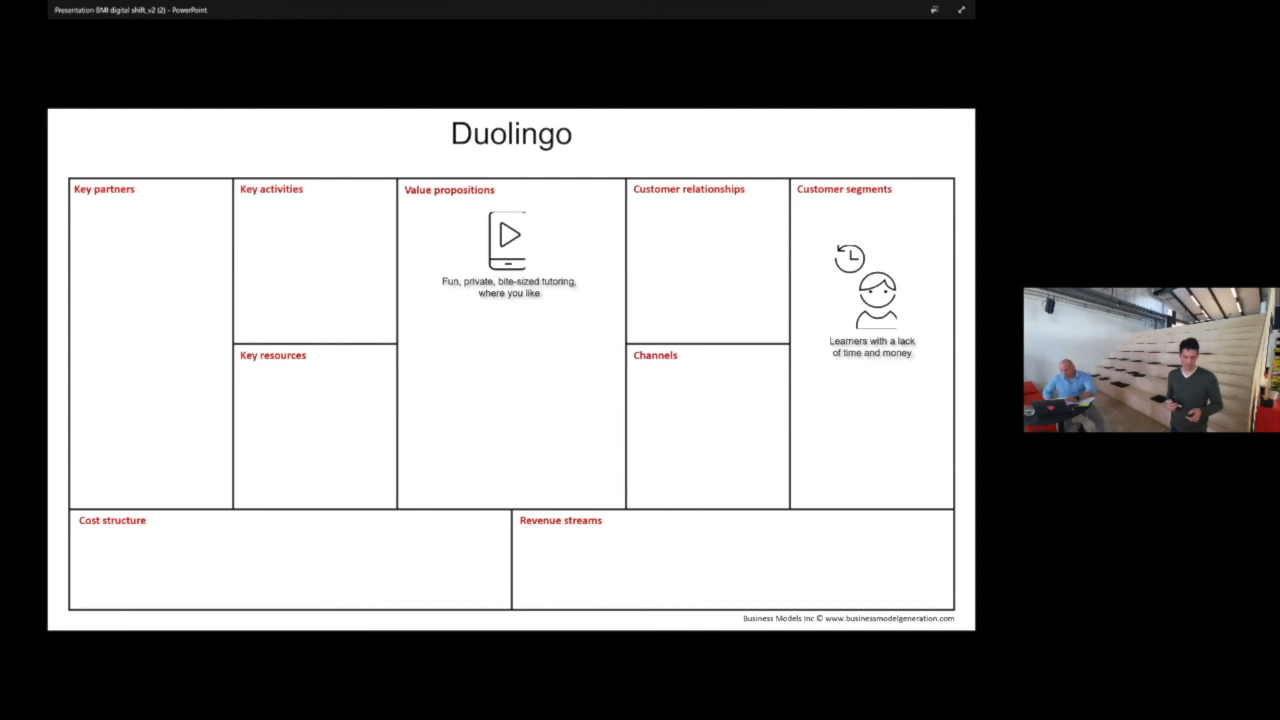 Presentation BMI digital shift_v2 (2) - PowerPoint
Duolingo
Key partners
Key activities
Value propositions
Customer relationships
Customer segments
Fun, private, bite-sized tutoring,
where you like
Learners with a lack
of time and money
Key resources
Channels
Cost structure
Revenue streams
Business Models Inc © www.businessmodelgeneration.com